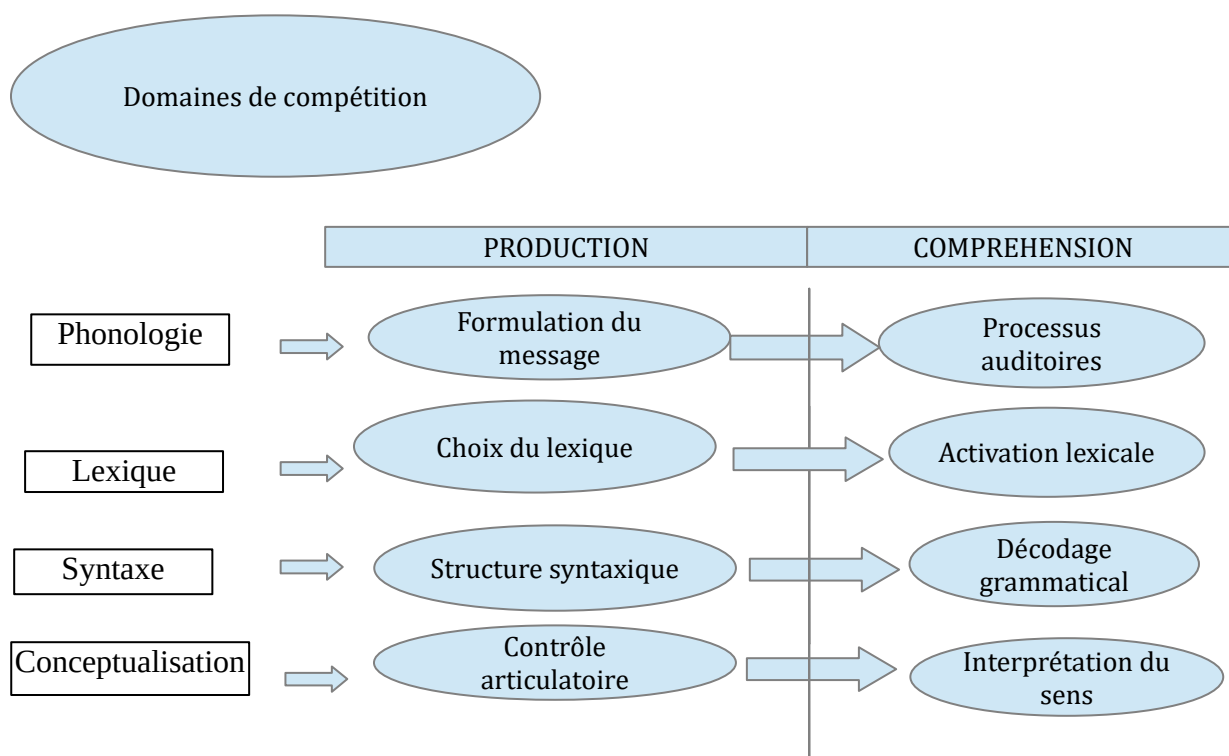 Domaines de compétition
PRODUCTION COMPREHENSION
Phonologie
Formulation du
message
Processus
auditoires
Lexique
Choix du lexique
Activation lexicale
Syntaxe
Structure syntaxique
Décodage
grammatical
Conceptualisation
Contrôle
articulatoire
Interprétation du
sens